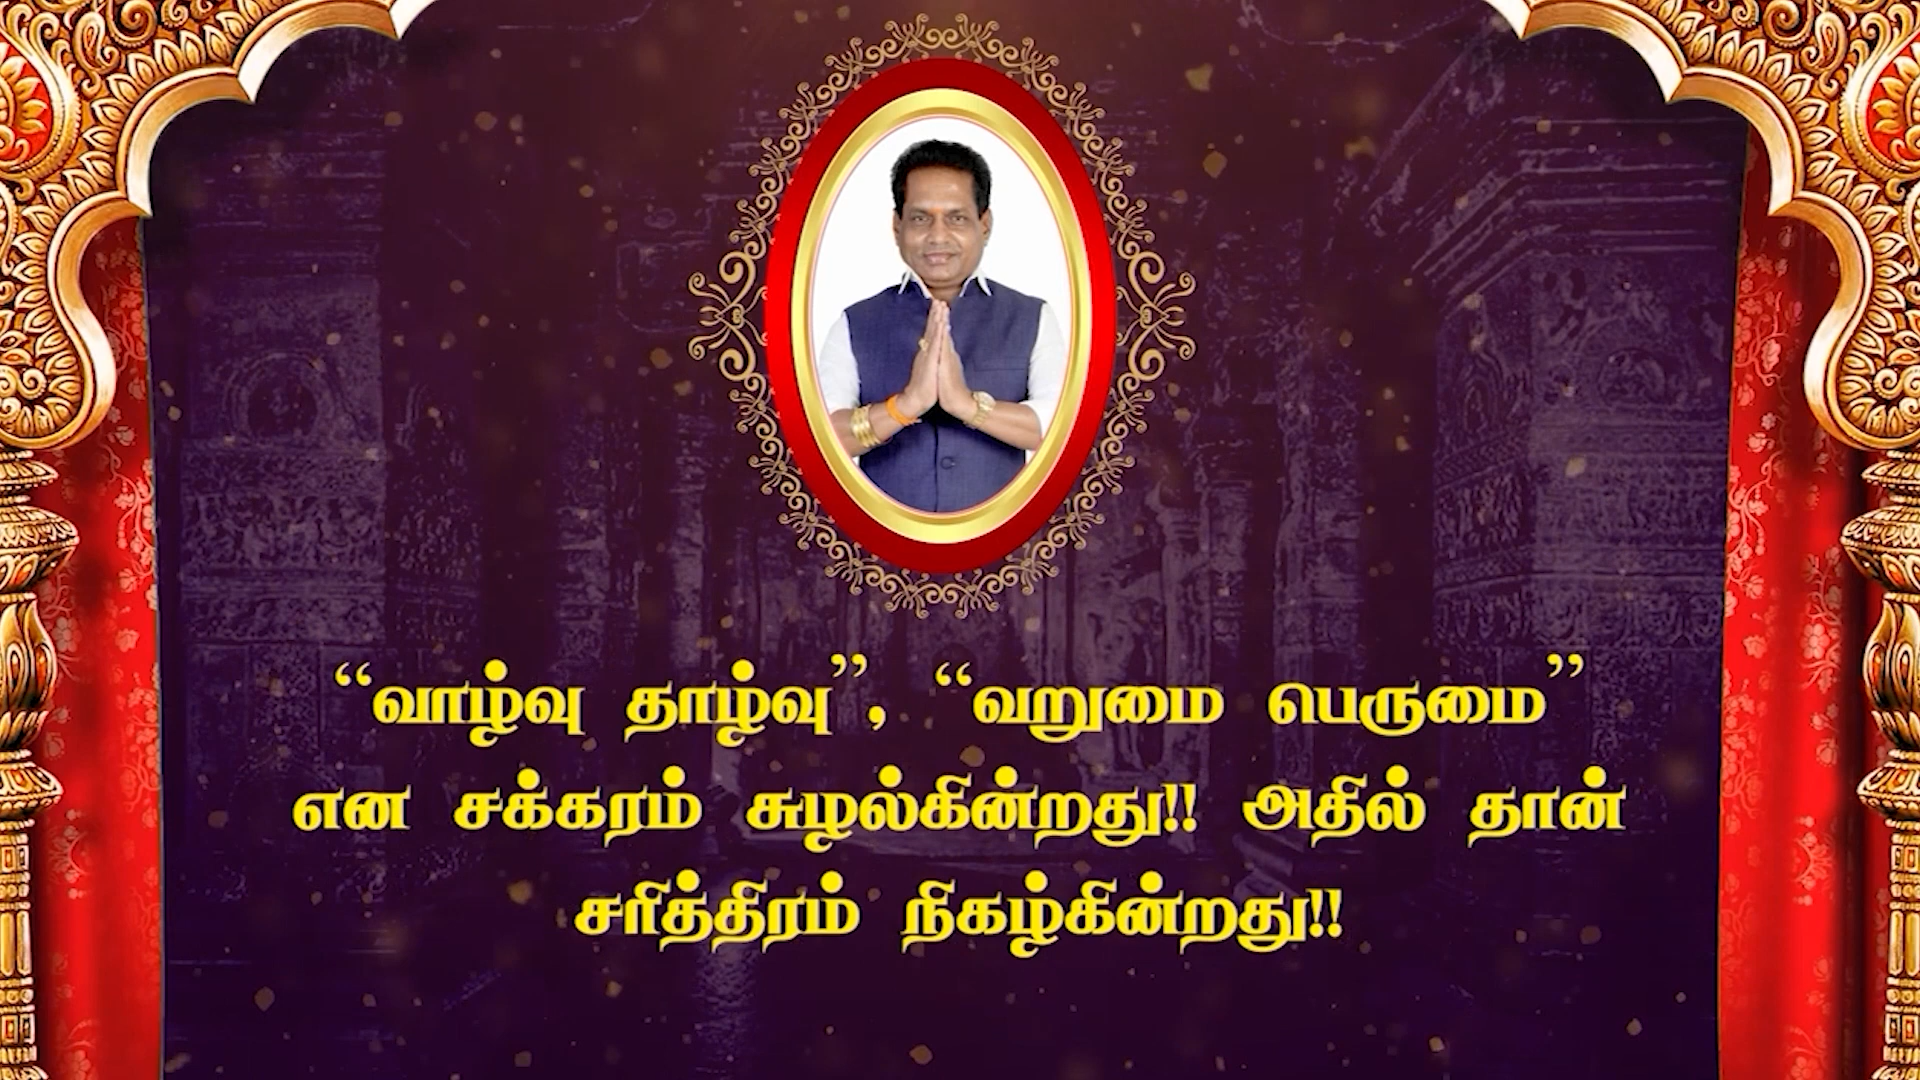 “வாழ்வு தாழ்வு”, “வறுமை பெருமை”
என சக்கரம் சுழல்கின்றது!! அதில் தான்
சரித்திரம் நிகழ்கின்றது!!